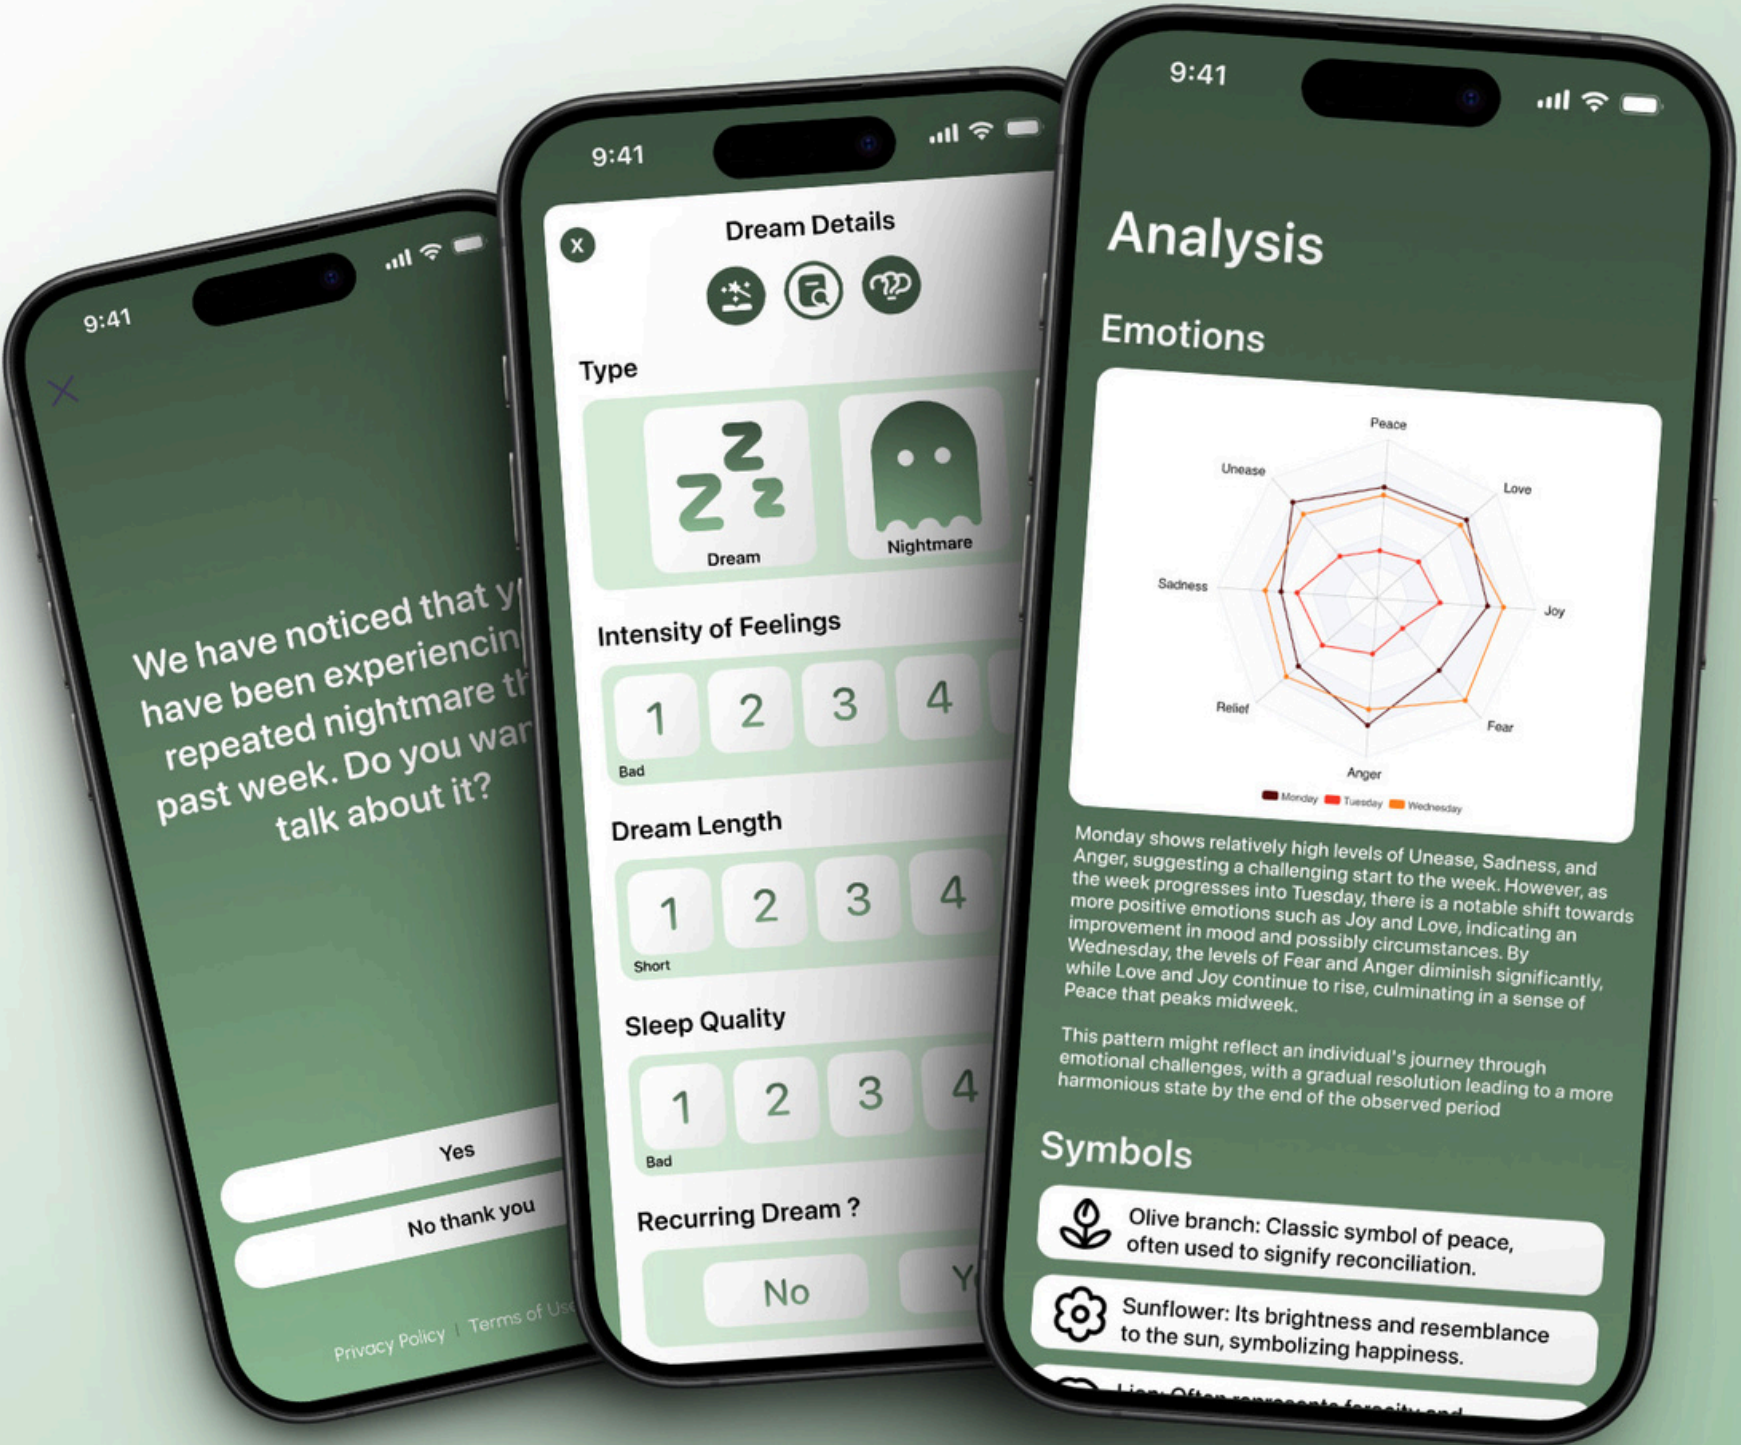 9:41
We have noticed that
have been experiencing
repeated nightmare
past week. Do you
talk about it?
Yes
No thank you
Privacy Policy | Terms of Use
9:41
X
Dream Details
Type
Dream
Nightmare
Intensity of Feelings
1 2 3 4
Bad
Dream Length
1 2 3 4
Short
Sleep Quality
1 2 3 4
Bad
Recurring Dream ?
No
9:41
Analysis
Emotions
Peace
Unease
Love
Sadness
Joy
Relief
Fear
Anger
Monday Tuesday Wednesday
Monday shows relatively high levels of Unease, Sadness, and
Anger, suggesting a challenging start to the week. However, as
the week progresses into Tuesday, there is a notable shift towards
more positive emotions such as Joy and Love, indicating an
improvement in mood and possibly circumstances. By
Wednesday, the levels of Fear and Anger diminish significantly,
while Love and Joy continue to rise, culminating in a sense of
Peace that peaks midweek.
This pattern might reflect an individual's journey through
emotional challenges, with a gradual resolution leading to a more
harmonious state by the end of the observed period
Symbols
Olive branch: Classic symbol of peace,
often used to signify reconciliation.
Sunflower: Its brightness and resemblance
to the sun, symbolizing happiness.
Lion: Often represents ferocity and